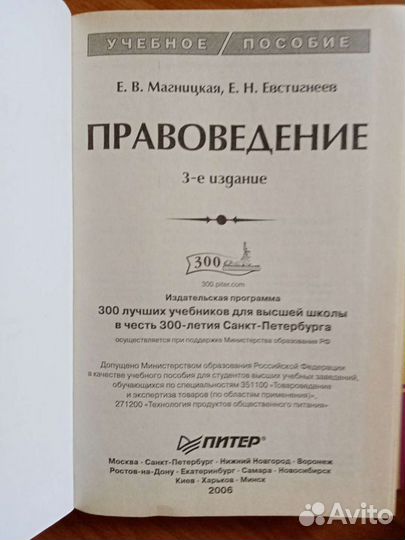 УЧЕБНОЕ ПОСОБИЕ
Е. В. Магницкая, Е. Н. Евстигнеев
ПРАВОВЕДЕНИЕ
3-е издание
300
300.piter.com
Издательская программа
300 лучших учебников для высшей школы
в честь 300-летия Санкт-Петербурга
осуществляется при поддержке Министерства образования РФ
Допущено Министерством образования Российской Федерации
в качестве учебного пособия для студентов высших учебных заведений,
обучающихся по специальностям 351100 «Товароведение
и экспертиза товаров (по областям применения)»,
271200 «Технология продуктов общественного питания»
ПИТЕР®
Москва · Санкт-Петербург · Нижний Новгород · Воронеж
Ростов-на-Дону · Екатеринбург · Самара · Новосибирск
Киев · Харьков · Минск
2006
Avito